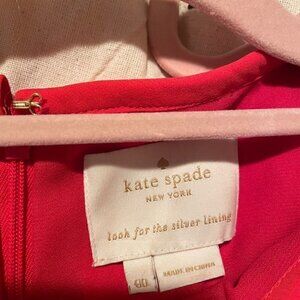 kate spade
NEW YORK
look for the silver lining
MADE IN CHINA